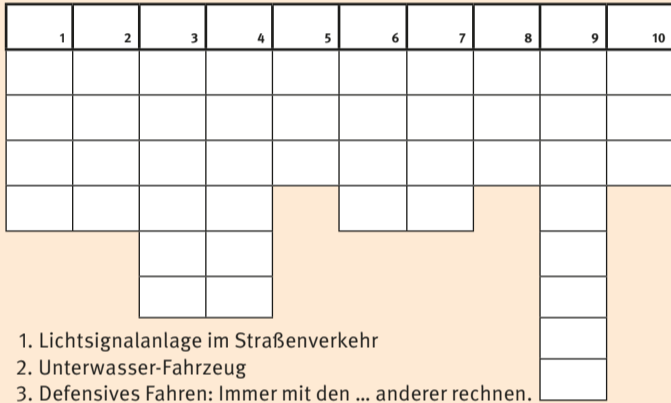 1 2 3 4 5 6 7 8 9 10
1. Lichtsignalanlage im Straßenverkehr
2. Unterwasser-Fahrzeug
3. Defensives Fahren: Immer mit den ... anderer rechnen.